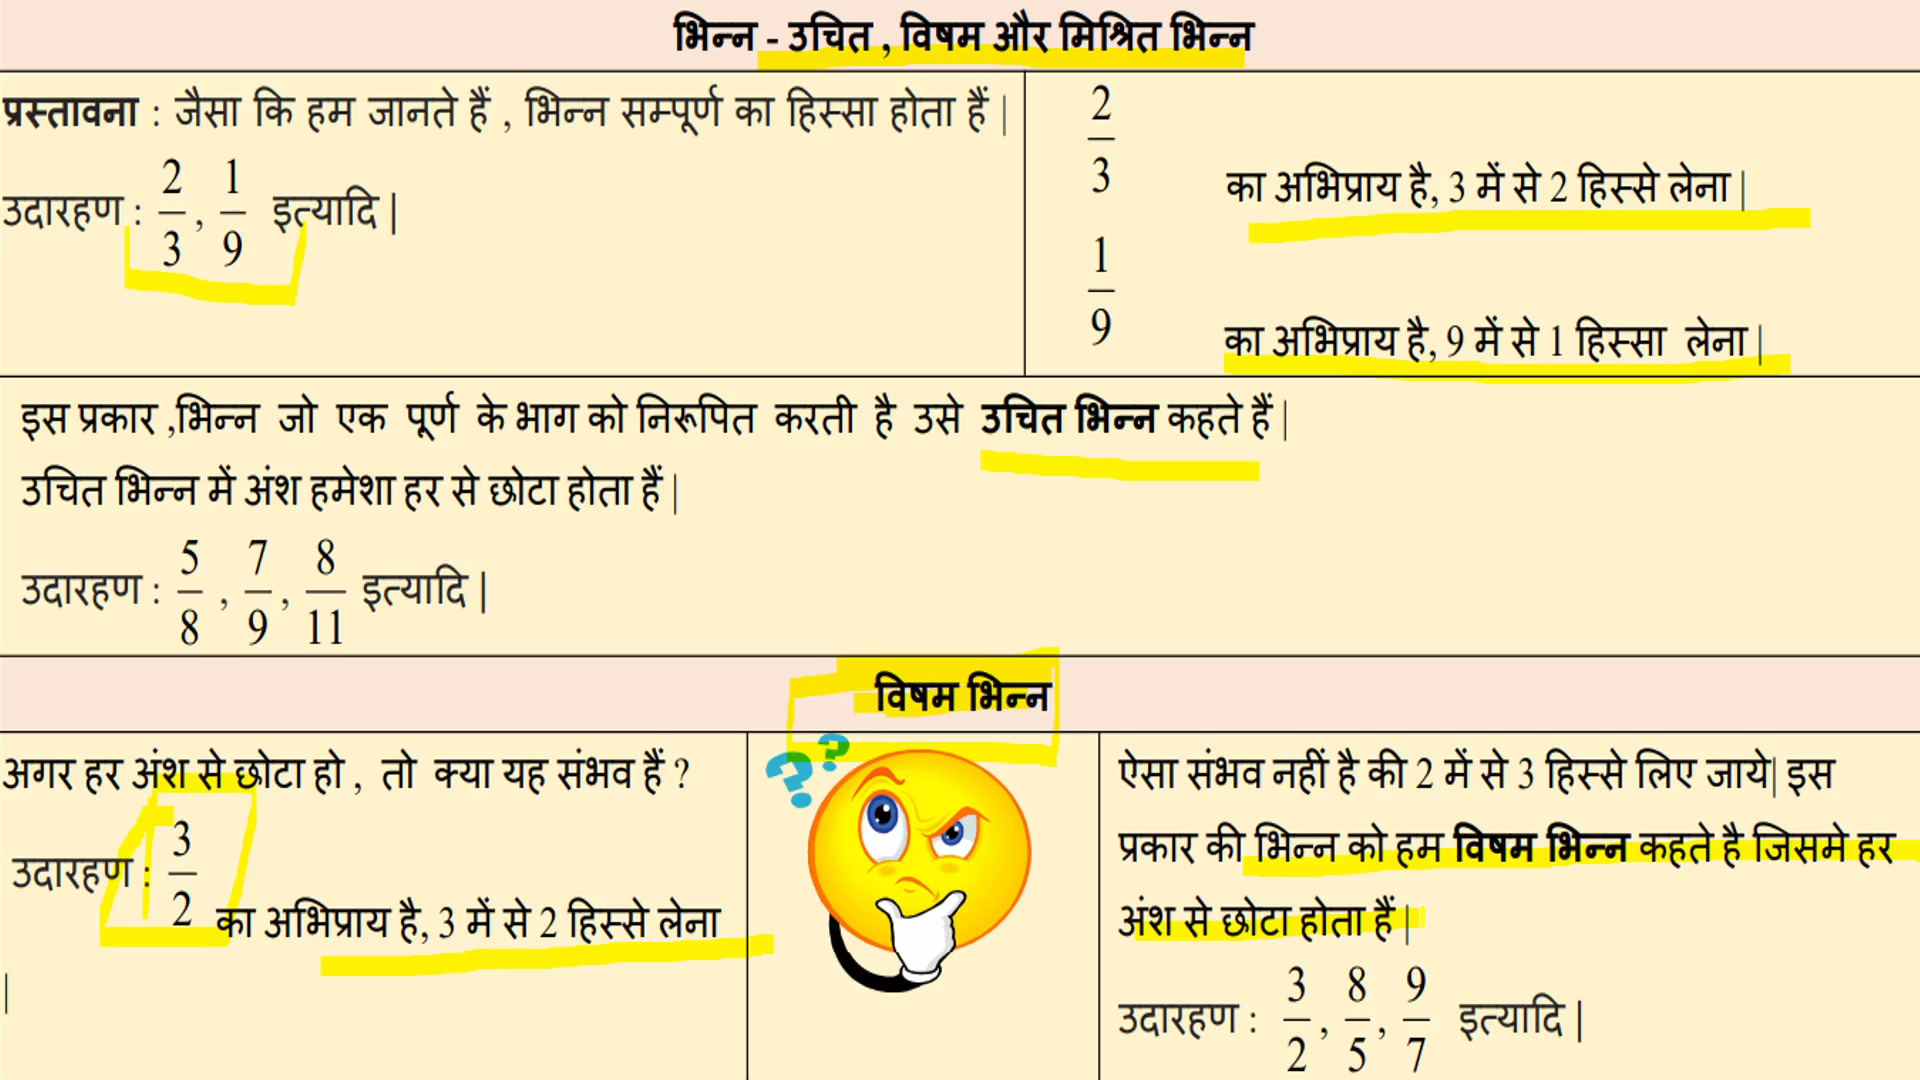 भिन्न - उचित , विषम और मिश्रित भिन्न
प्रस्तावना : जैसा कि हम जानते हैं , भिन्न सम्पूर्ण का हिस्सा होता हैं |
उदारहण : 2/3 , 1/9 इत्यादि |
2/3 का अभिप्राय है, 3 में से 2 हिस्से लेना |
1/9 का अभिप्राय है, 9 में से 1 हिस्सा लेना |
इस प्रकार ,भिन्न जो एक पूर्ण के भाग को निरूपित करती है उसे उचित भिन्न कहते हैं |
उचित भिन्न में अंश हमेशा हर से छोटा होता हैं |
उदारहण : 5/8 , 7/9 , 8/11 इत्यादि |
विषम भिन्न
अगर हर अंश से छोटा हो , तो क्या यह संभव हैं ?
उदारहण : 3/2 का अभिप्राय है, 3 में से 2 हिस्से लेना
|
? ?
ऐसा संभव नहीं है की 2 में से 3 हिस्से लिए जाये| इस
प्रकार की भिन्न को हम विषम भिन्न कहते है जिसमे हर
अंश से छोटा होता हैं |
उदारहण : 3/2 , 8/5 , 9/7 इत्यादि |